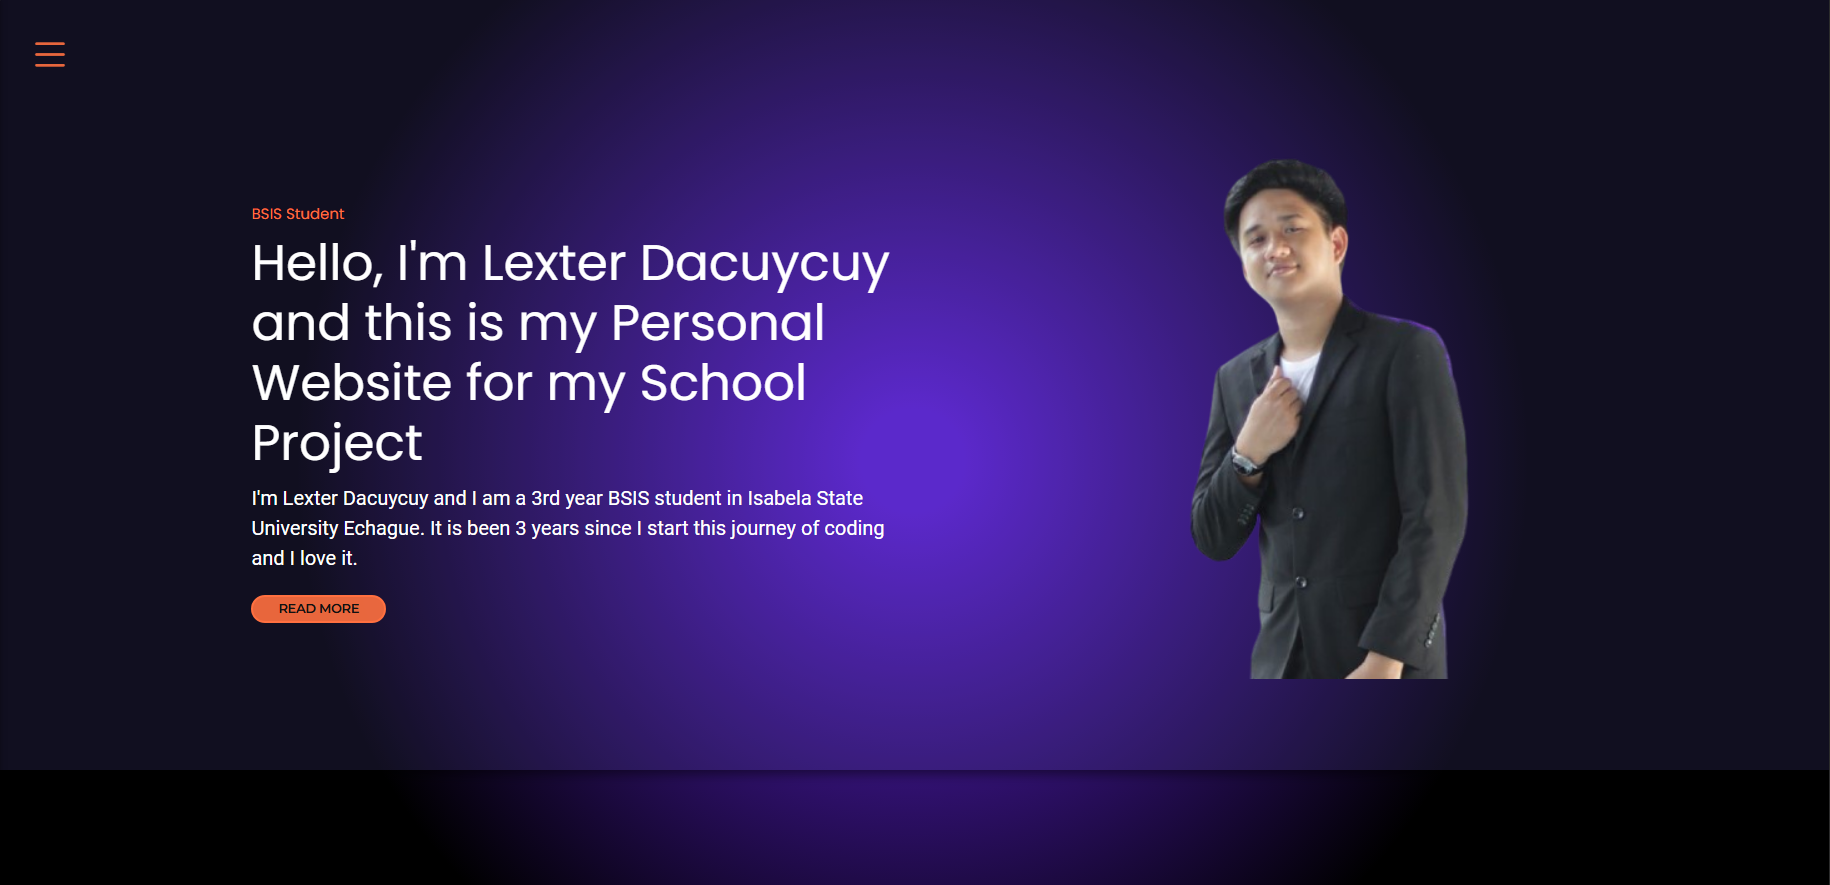 BSIS Student
Hello, I'm Lexter Dacuycuy
and this is my Personal
Website for my School
Project
I'm Lexter Dacuycuy and I am a 3rd year BSIS student in Isabela State
University Echague. It is been 3 years since I start this journey of coding
and I love it.
READ MORE